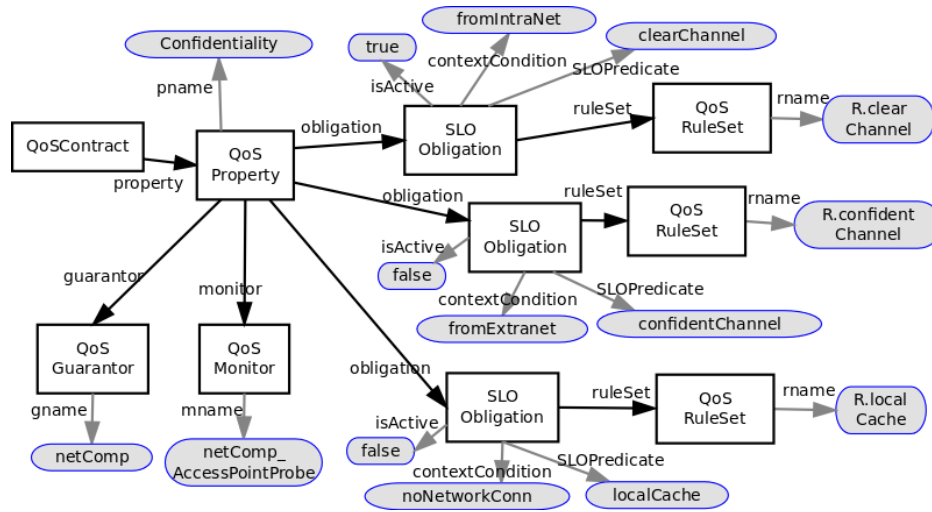 fromIntraNet
Confidentiality
true
clearChannel
contextCondition
SLOPredicate
isActive
pname
obligation
SLO
Obligation
ruleSet
QoS
RuleSet
rname
R.clear
Channel
QoSContract
property
QoS
Property
obligation
SLO
Obligation
ruleSet
QoS
RuleSet
rname
R.confident
Channel
isActive
false
contextCondition
SLOPredicate
fromExtranet
confidentChannel
guarantor
monitor
QoS
Guarantor
QoS
Monitor
obligation
SLO
Obligation
ruleSet
QoS
RuleSet
rname
R.local
Cache
gname
mname
isActive
false
netComp
netComp_
AccessPointProbe
contextCondition
SLOPredicate
noNetworkConn
localCache